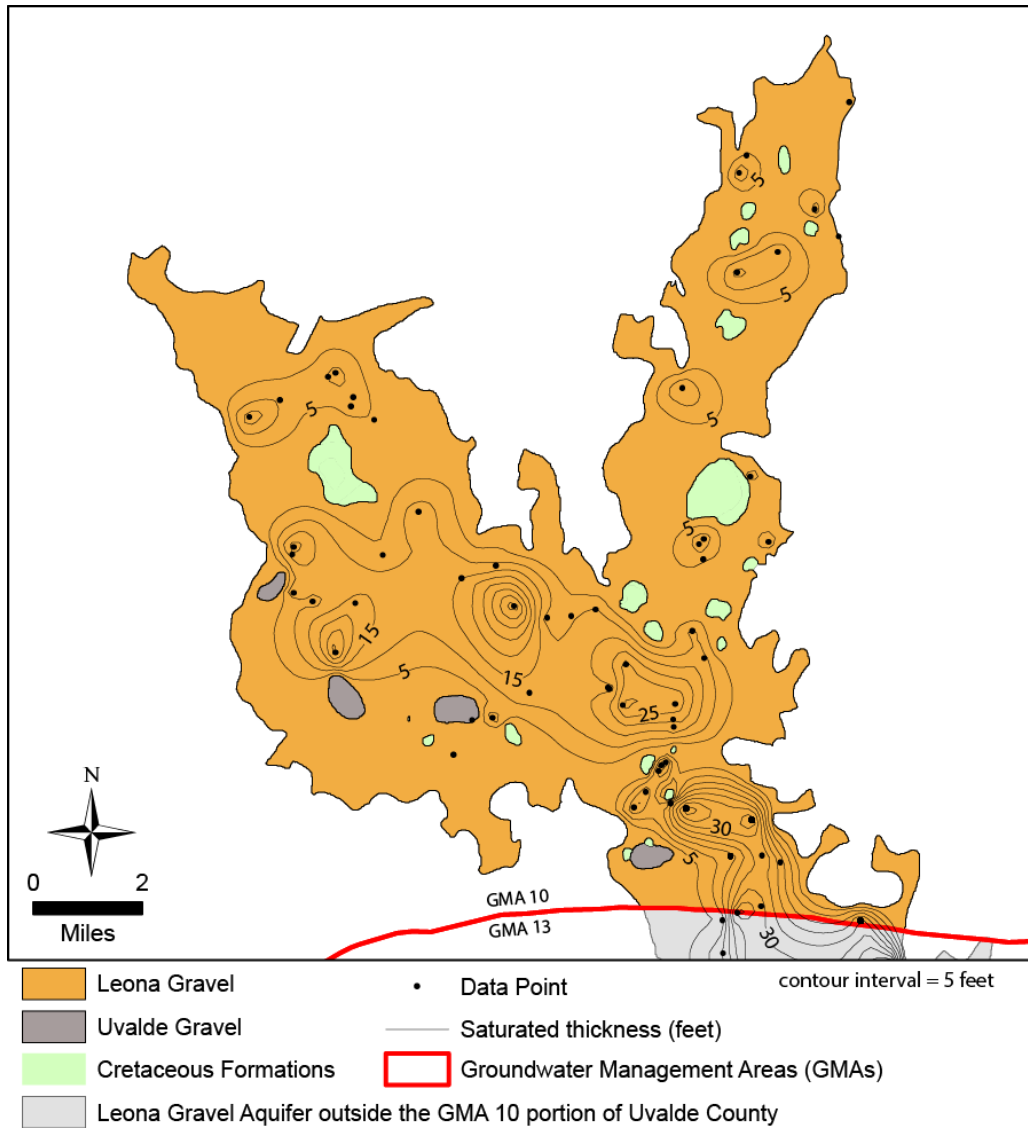 5
5
5
5
5
15
5
15
25
30
5
30
N
0 2
Miles
GMA 10
GMA 13
contour interval = 5 feet
Leona Gravel
Data Point
Uvalde Gravel
Saturated thickness (feet)
Cretaceous Formations
Groundwater Management Areas (GMAs)
Leona Gravel Aquifer outside the GMA 10 portion of Uvalde County